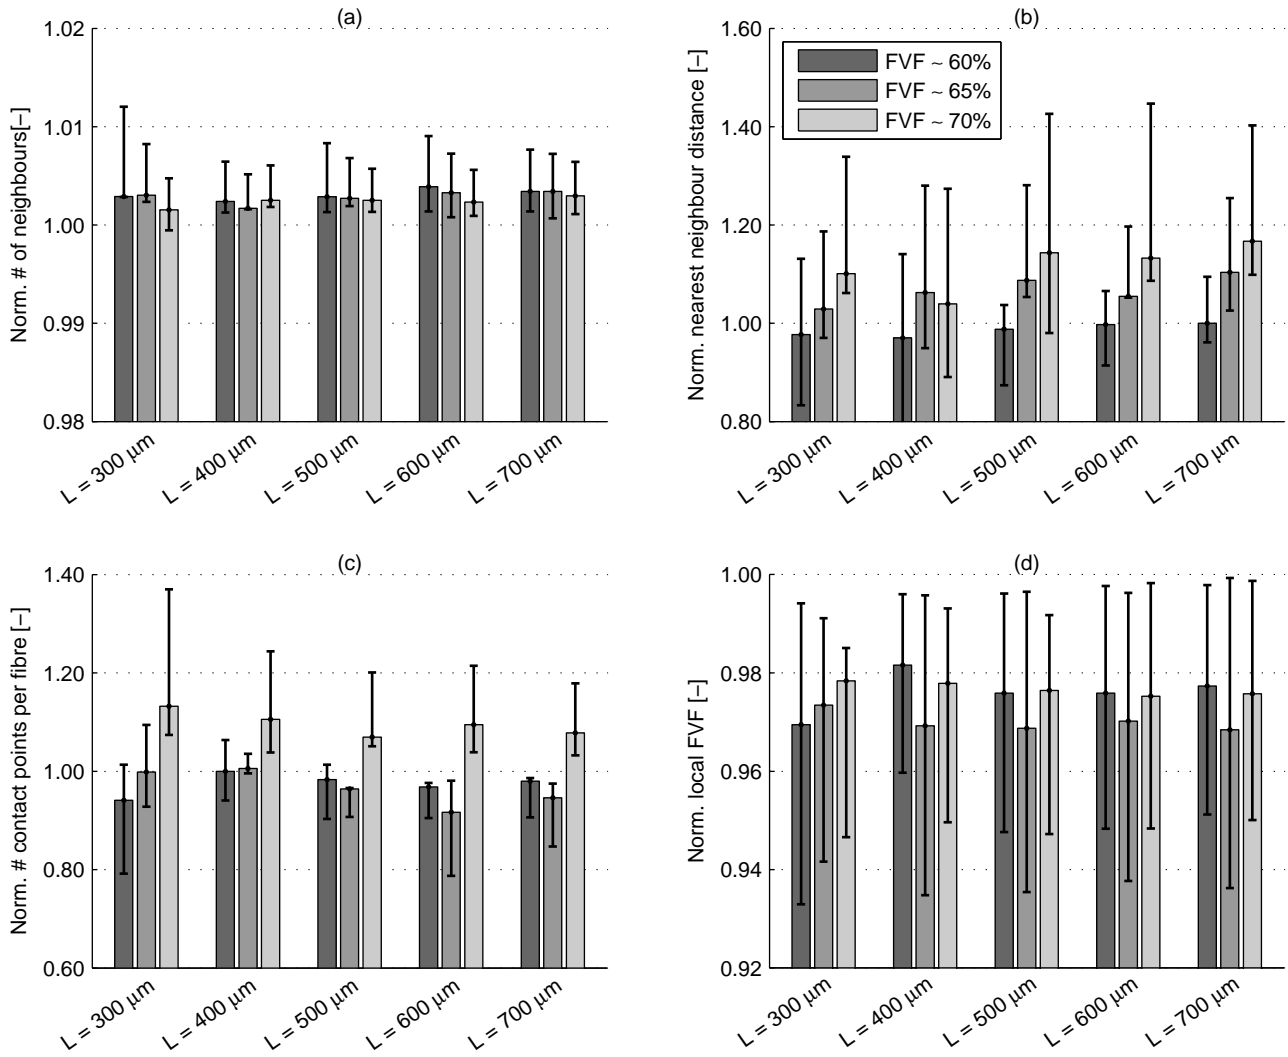 (a)
Norm. # of neighbours[−]
1.02
1.01
1.00
0.99
0.98
L = 300 μm
L = 400 μm
L = 500 μm
L = 600 μm
L = 700 μm
(b)
Norm. nearest neighbour distance [−]
1.60
1.40
1.20
1.00
0.80
FVF ~ 60%
FVF ~ 65%
FVF ~ 70%
L = 300 μm
L = 400 μm
L = 500 μm
L = 600 μm
L = 700 μm
(c)
Norm. # contact points per fibre [−]
1.40
1.20
1.00
0.80
0.60
L = 300 μm
L = 400 μm
L = 500 μm
L = 600 μm
L = 700 μm
(d)
Norm. local FVF [−]
1.00
0.98
0.96
0.94
0.92
L = 300 μm
L = 400 μm
L = 500 μm
L = 600 μm
L = 700 μm